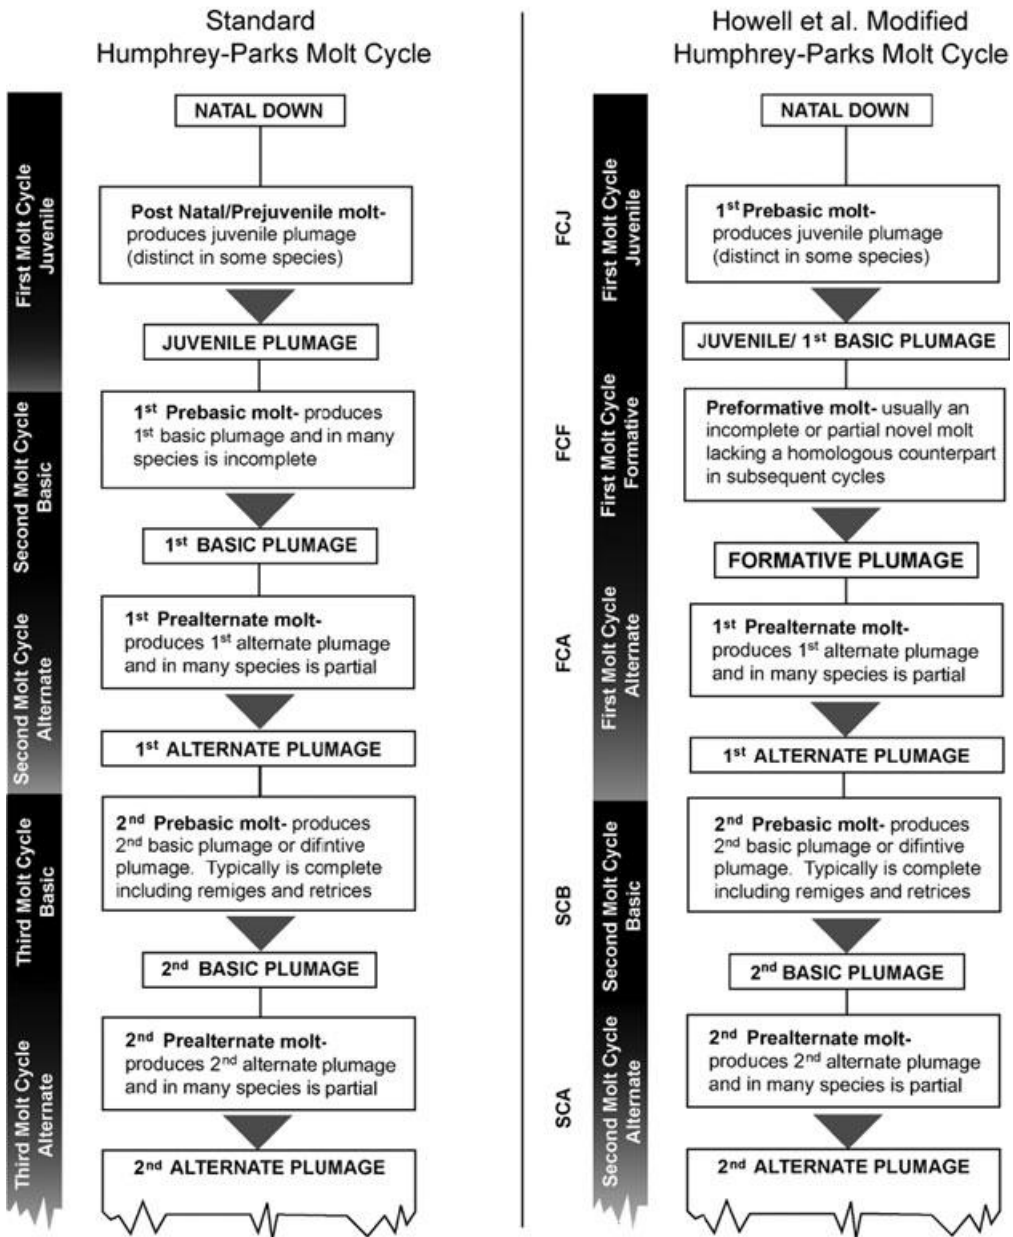 Standard
Humphrey-Parks Molt Cycle
First Molt Cycle
Juvenile
Second Molt Cycle
Basic
Second Molt Cycle
Alternate
Third Molt Cycle
Basic
Third Molt Cycle
Alternate
NATAL DOWN
Post Natal/Prejuvenile molt-
produces juvenile plumage
(distinct in some species)
JUVENILE PLUMAGE
1st Prebasic molt- produces
1st basic plumage and in many
species is incomplete
1st BASIC PLUMAGE
1st Prealternate molt-
produces 1st alternate plumage
and in many species is partial
1st ALTERNATE PLUMAGE
2nd Prebasic molt- produces
2nd basic plumage or difintive
plumage. Typically is complete
including remiges and retrices
2nd BASIC PLUMAGE
2nd Prealternate molt-
produces 2nd alternate plumage
and in many species is partial
2nd ALTERNATE PLUMAGE
Howell et al. Modified
Humphrey-Parks Molt Cycle
FCJ
FCF
FCA
SCB
SCA
First Molt Cycle
Juvenile
First Molt Cycle
Formative
First Molt Cycle
Alternate
Second Molt Cycle
Basic
Second Molt Cycle
Alternate
NATAL DOWN
1st Prebasic molt-
produces juvenile plumage
(distinct in some species)
JUVENILE/ 1st BASIC PLUMAGE
Preformative molt- usually an
incomplete or partial novel molt
lacking a homologous counterpart
in subsequent cycles
FORMATIVE PLUMAGE
1st Prealternate molt-
produces 1st alternate plumage
and in many species is partial
1st ALTERNATE PLUMAGE
2nd Prebasic molt- produces
2nd basic plumage or difintive
plumage. Typically is complete
including remiges and retrices
2nd BASIC PLUMAGE
2nd Prealternate molt-
produces 2nd alternate plumage
and in many species is partial
2nd ALTERNATE PLUMAGE